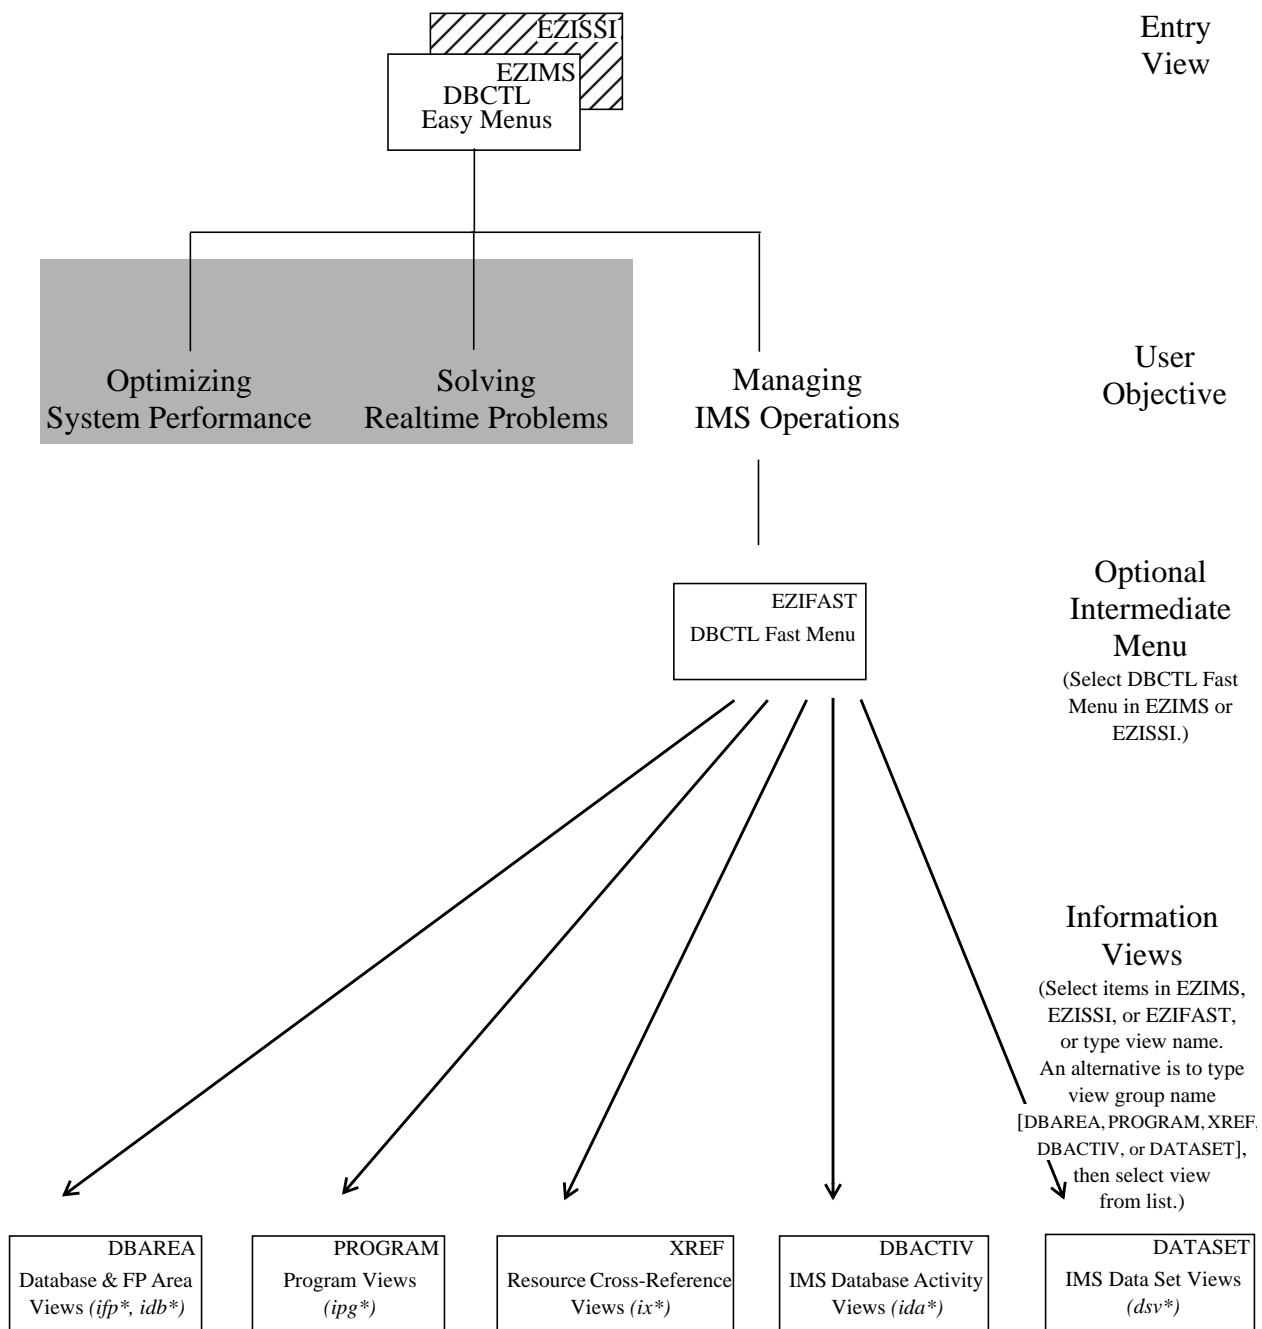 EZISSI
EZIMS
DBCTL
Easy Menus
Entry
View
Optimizing
System Performance
Solving
Realtime Problems
Managing
IMS Operations
User
Objective
EZIFAST
DBCTL Fast Menu
Optional
Intermediate
Menu
(Select DBCTL Fast
Menu in EZIMS or
EZISSI.)
Information
Views
(Select items in EZIMS,
EZISSI, or EZIFAST,
or type view name.
An alternative is to type
view group name
[DBAREA, PROGRAM, XREF,
DBACTIV, or DATASET],
then select view
from list.)
DBAREA
Database & FP Area
Views (ifp*, idb*)
PROGRAM
Program Views
(ipg*)
XREF
Resource Cross-Reference
Views (ix*)
DBACTIV
IMS Database Activity
Views (ida*)
DATASET
IMS Data Set Views
(dsv*)